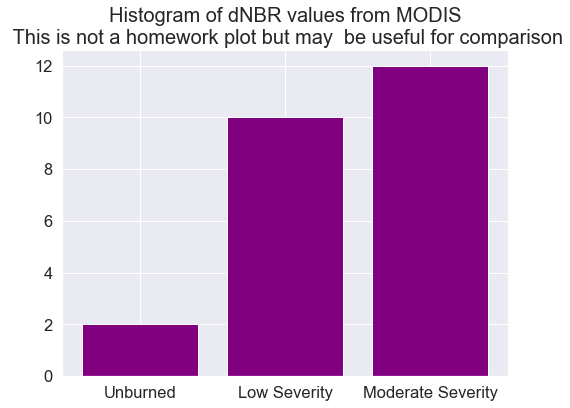 Histogram of dNBR values from MODIS
This is not a homework plot but may  be useful for comparison
12
10
8
6
4
2
0
Unburned Low Severity Moderate Severity